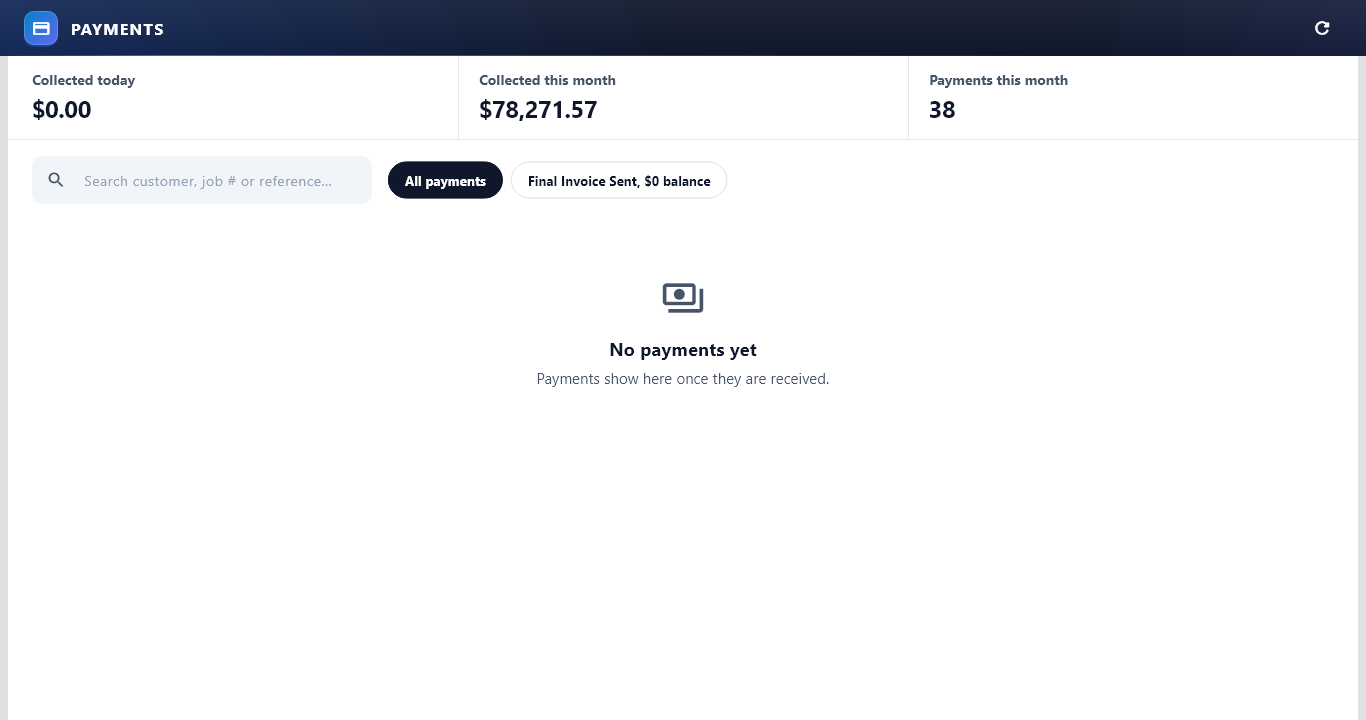 PAYMENTS
Collected today
$0.00
Collected this month
$78,271.57
Payments this month
38
Search customer, job # or reference...
All payments
Final Invoice Sent, $0 balance
No payments yet
Payments show here once they are received.